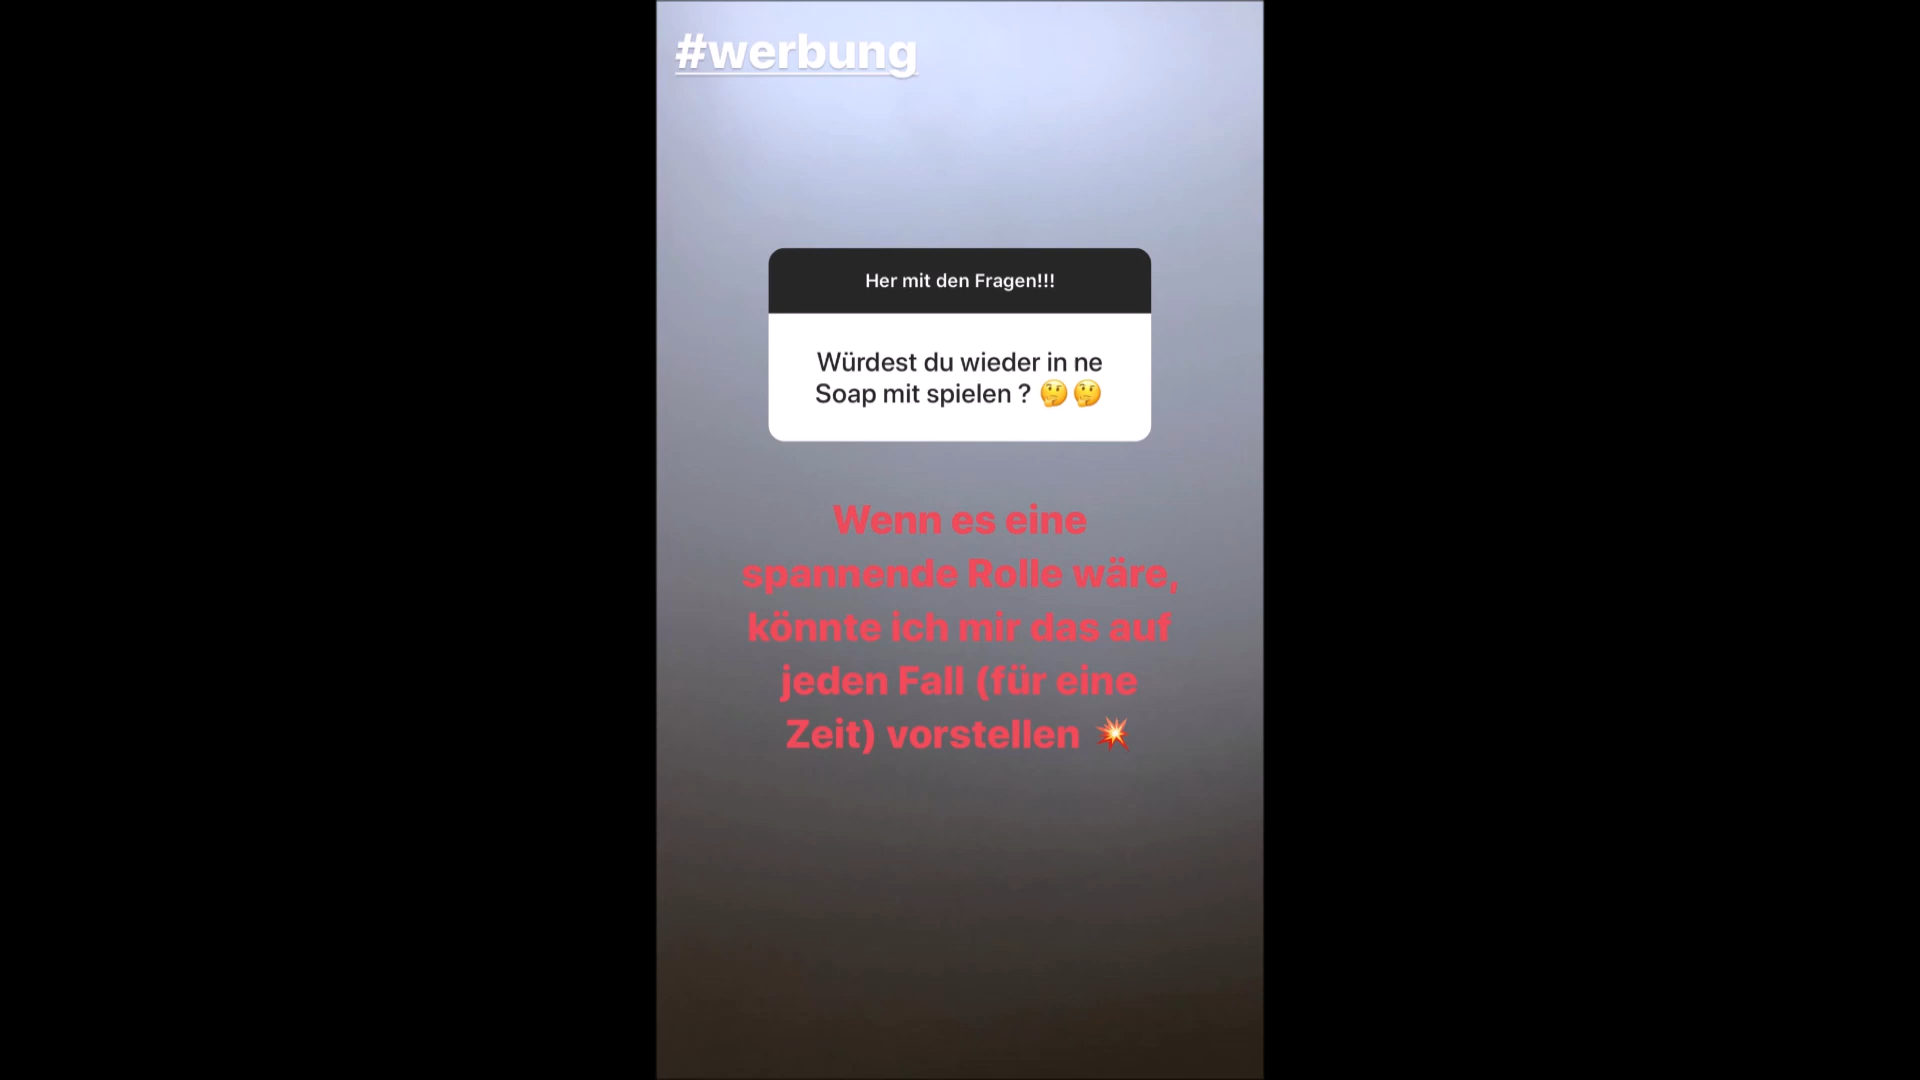 #werbung
Her mit den Fragen!!!
Würdest du wieder in ne
Soap mit spielen ? 🤔🤔
Wenn es eine
spannende Rolle wäre,
könnte ich mir das auf
jeden Fall (für eine
Zeit) vorstellen 💥